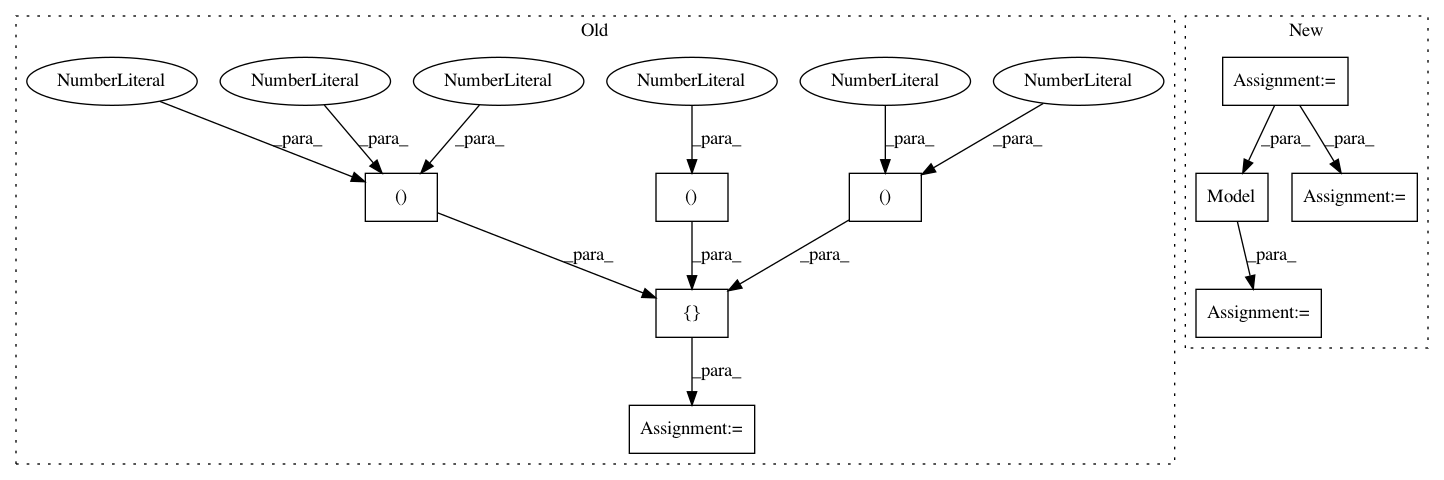 Old
New
NumberLiteral NumberLiteral NumberLiteral NumberLiteral NumberLiteral NumberLiteral Assignment:=
_para_ _para_ _para_ _para_ _para_ _para_ _para_ _para_
() () () Model Assignment:=
_para_ _para_ _para_ _para_
{} Assignment:=
_para_
Assignment:=